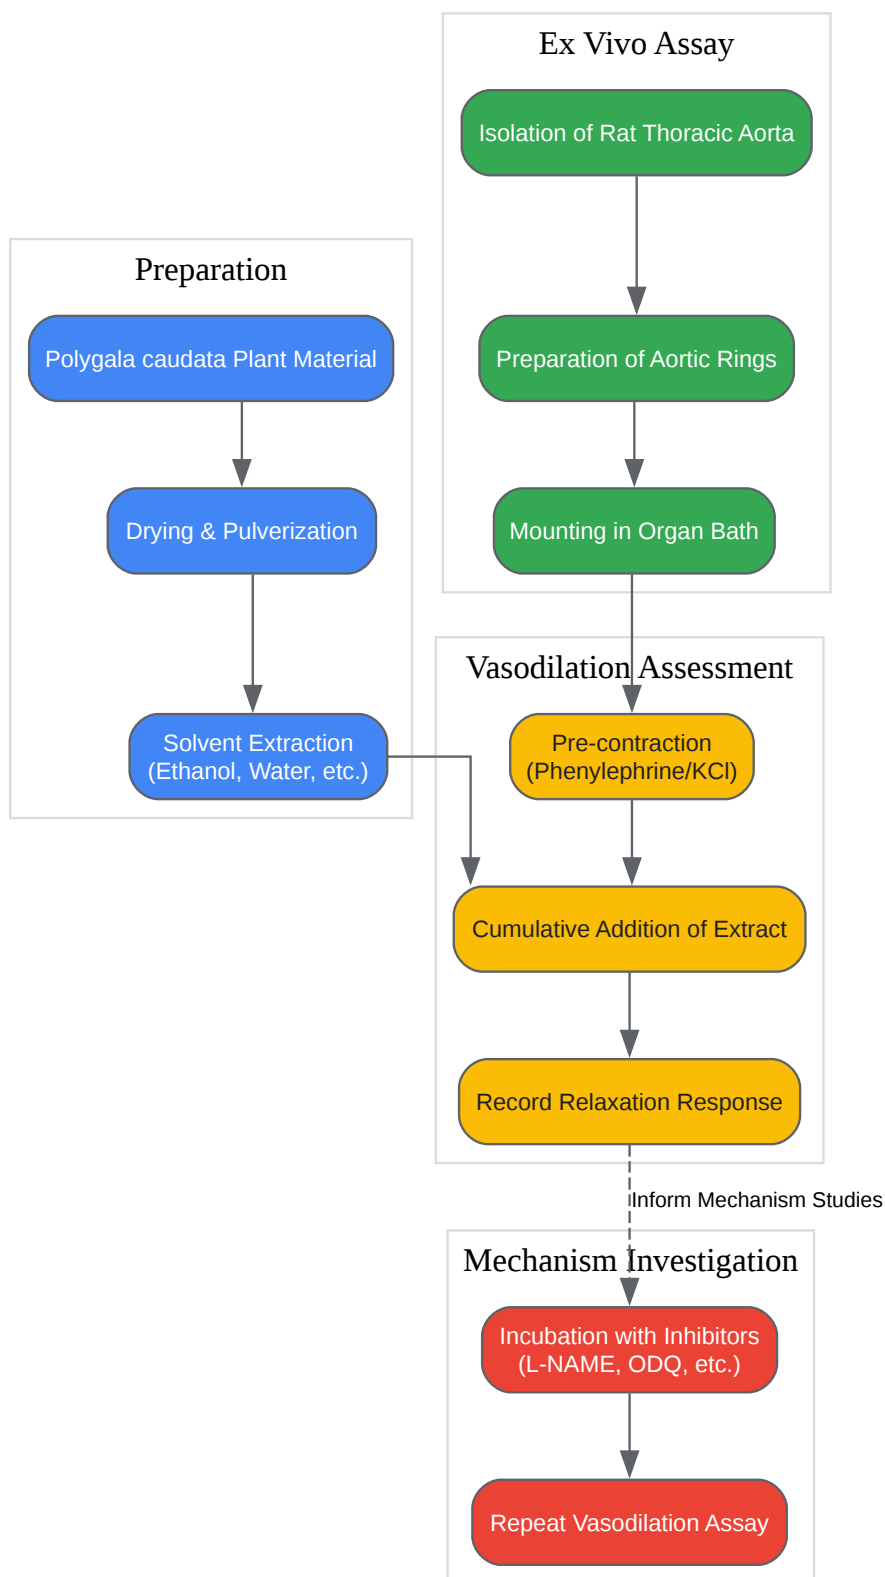 Ex Vivo Assay
Isolation of Rat Thoracic Aorta
Preparation of Aortic Rings
Mounting in Organ Bath
Preparation
Polygala caudata Plant Material
Drying & Pulverization
Solvent Extraction
(Ethanol, Water, etc.)
Vasodilation Assessment
Pre-contraction
(Phenylephrine/KCl)
Cumulative Addition of Extract
Record Relaxation Response
Inform Mechanism Studies
Mechanism Investigation
Incubation with Inhibitors
(L-NAME, ODQ, etc.)
Repeat Vasodilation Assay